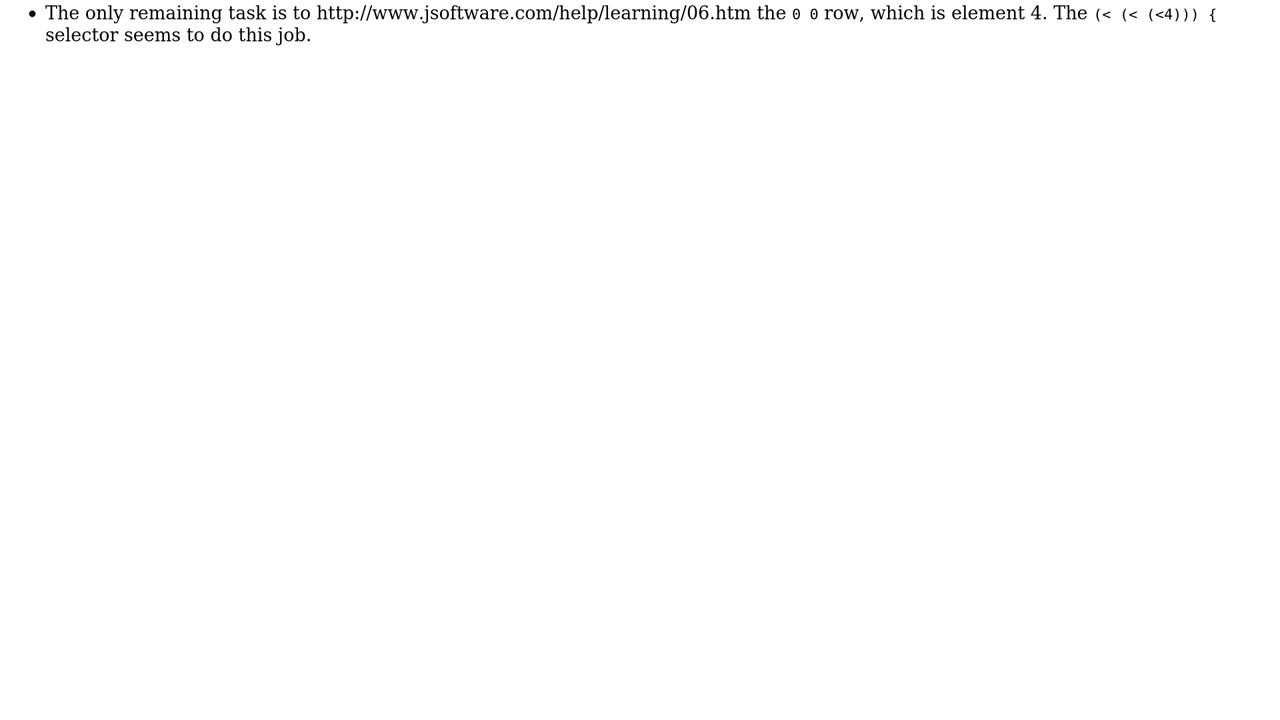 • The only remaining task is to http://www.jsoftware.com/help/learning/06.htm the 0 0 row, which is element 4. The (< (< (<4))) {
selector seems to do this job.